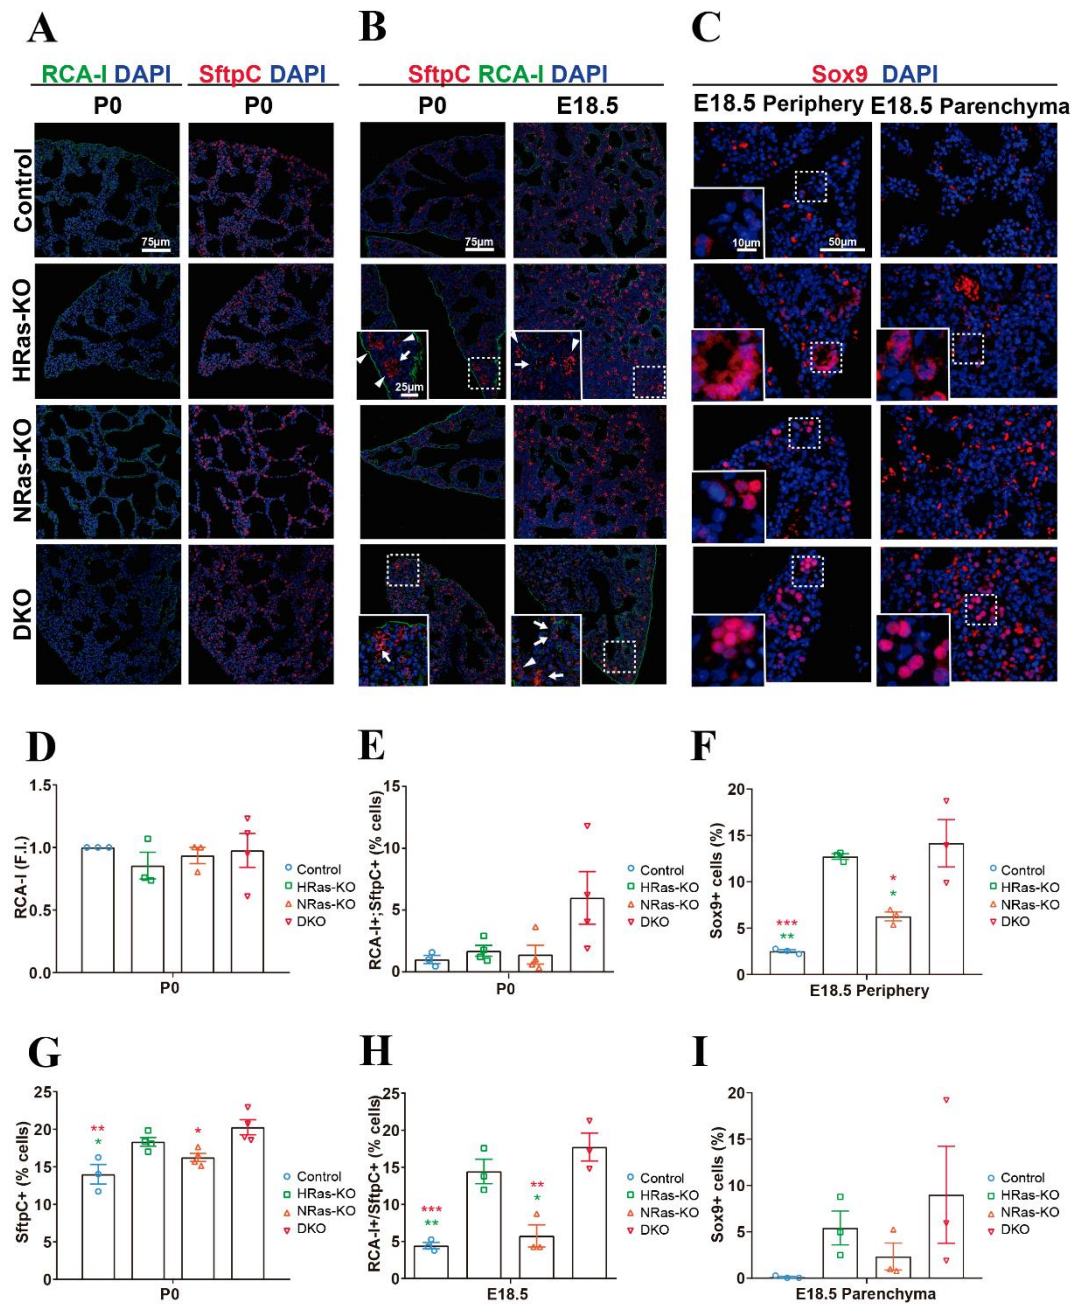 A
B
C
RCA-I DAPI
SftpC DAPI
SftpC RCA-I DAPI
Sox9 DAPI
P0
P0
P0
E18.5
E18.5 Periphery
E18.5 Parenchyma
Control
75µm
75µm
10µm
50µm
HRas-KO
25µm
NRas-KO
DKO
D
1.5
1.0
0.5
0.0
RCA-I (F.I.)
P0
Control
HRas-KO
NRas-KO
DKO
E
15
10
5
0
RCA-I+;SftpC+ (% cells)
P0
Control
HRas-KO
NRas-KO
DKO
F
20
15
10
5
0
Sox9+ cells (%)
***
**
*
*
E18.5 Periphery
Control
HRas-KO
NRas-KO
DKO
G
25
20
15
10
5
0
SftpC+ (% cells)
**
*
*
P0
Control
HRas-KO
NRas-KO
DKO
H
25
20
15
10
5
0
RCA-I+/SftpC+ (% cells)
***
**
**
*
E18.5
Control
HRas-KO
NRas-KO
DKO
I
20
15
10
5
0
Sox9+ cells (%)
E18.5 Parenchyma
Control
HRas-KO
NRas-KO
DKO